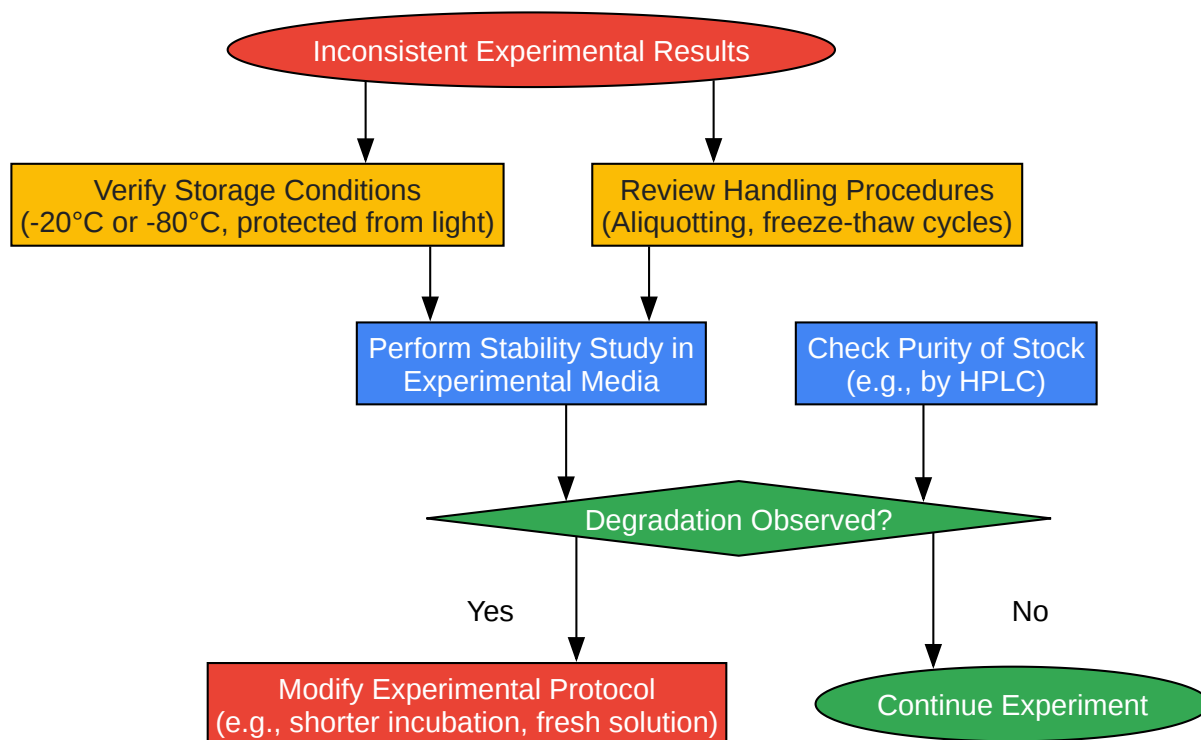 Inconsistent Experimental Results
Verify Storage Conditions
(-20°C or -80°C, protected from light)
Review Handling Procedures
(Aliquotting, freeze-thaw cycles)
Perform Stability Study in
Experimental Media
Check Purity of Stock
(e.g., by HPLC)
Degradation Observed?
Yes
No
Modify Experimental Protocol
(e.g., shorter incubation, fresh solution)
Continue Experiment